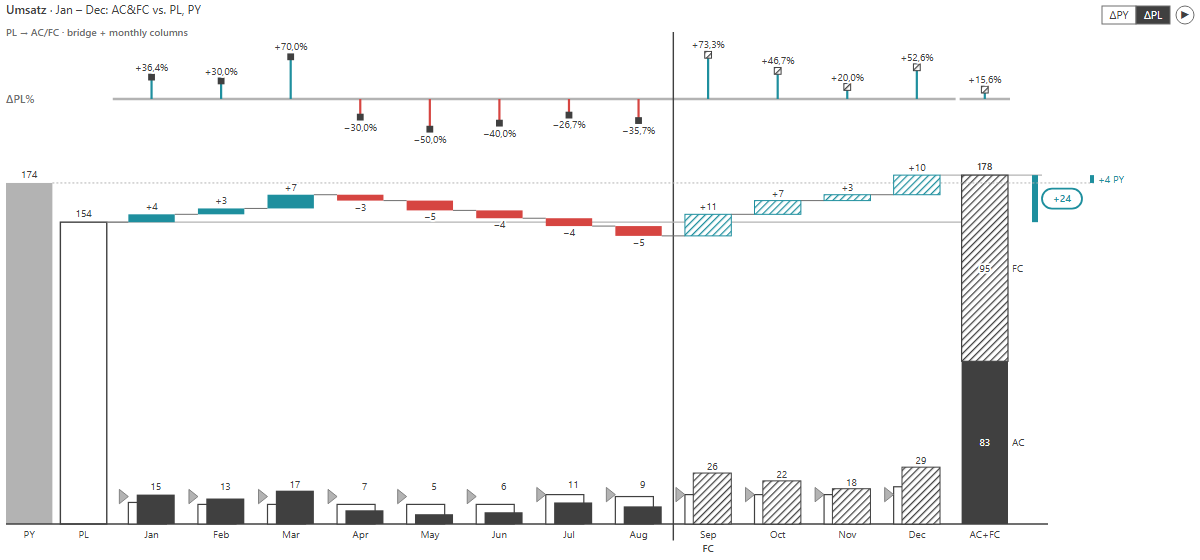 Umsatz · Jan – Dec: AC&FC vs. PL, PY
ΔPY ΔPL
PL → AC/FC · bridge + monthly columns
+36,4% +30,0% +70,0% +73,3% +46,7% +20,0% +52,6% +15,6%
ΔPL%
−30,0% −50,0% −40,0% −26,7% −35,7%
174 154 +4 +3 +7 −3 −5 −4 −4 −5 +11 +7 +3 +10 178
+4 PY
+24
95 FC
83 AC
15 13 17 7 5 6 11 9 26 22 18 29
PY PL Jan Feb Mar Apr May Jun Jul Aug Sep Oct Nov Dec AC+FC
FC